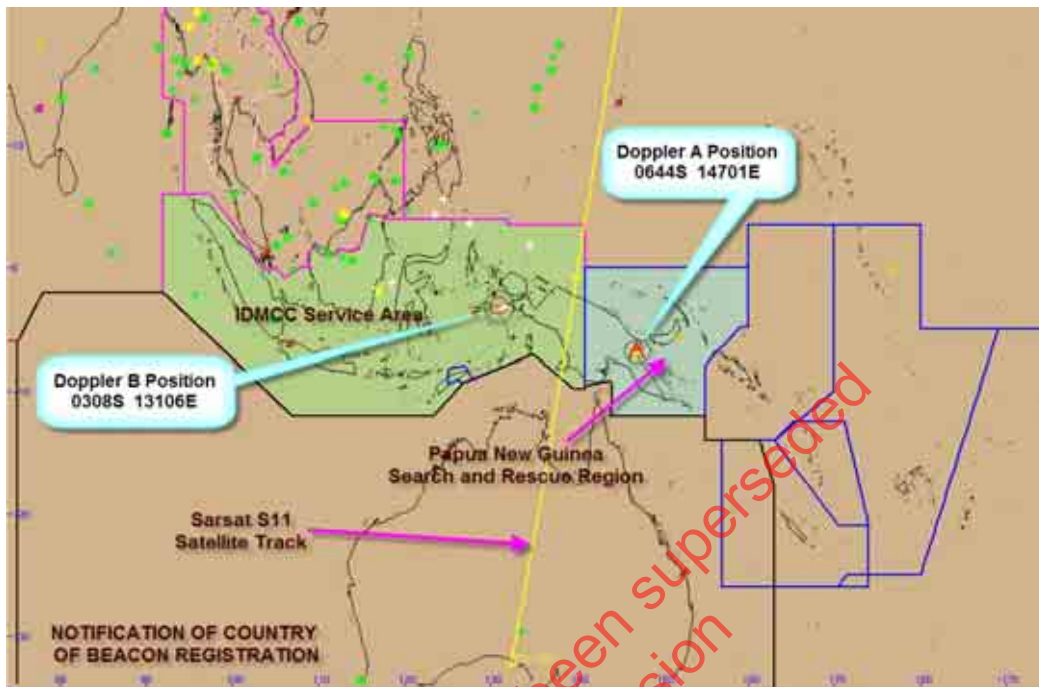 Doppler A Position
0644S 14701E
IDMCC Service Area
Doppler B Position
0308S 13106E
Papua New Guinea
Search and Rescue Region
Sarsat S11
Satellite Track
NOTIFICATION OF COUNTRY
OF BEACON REGISTRATION
been superseded